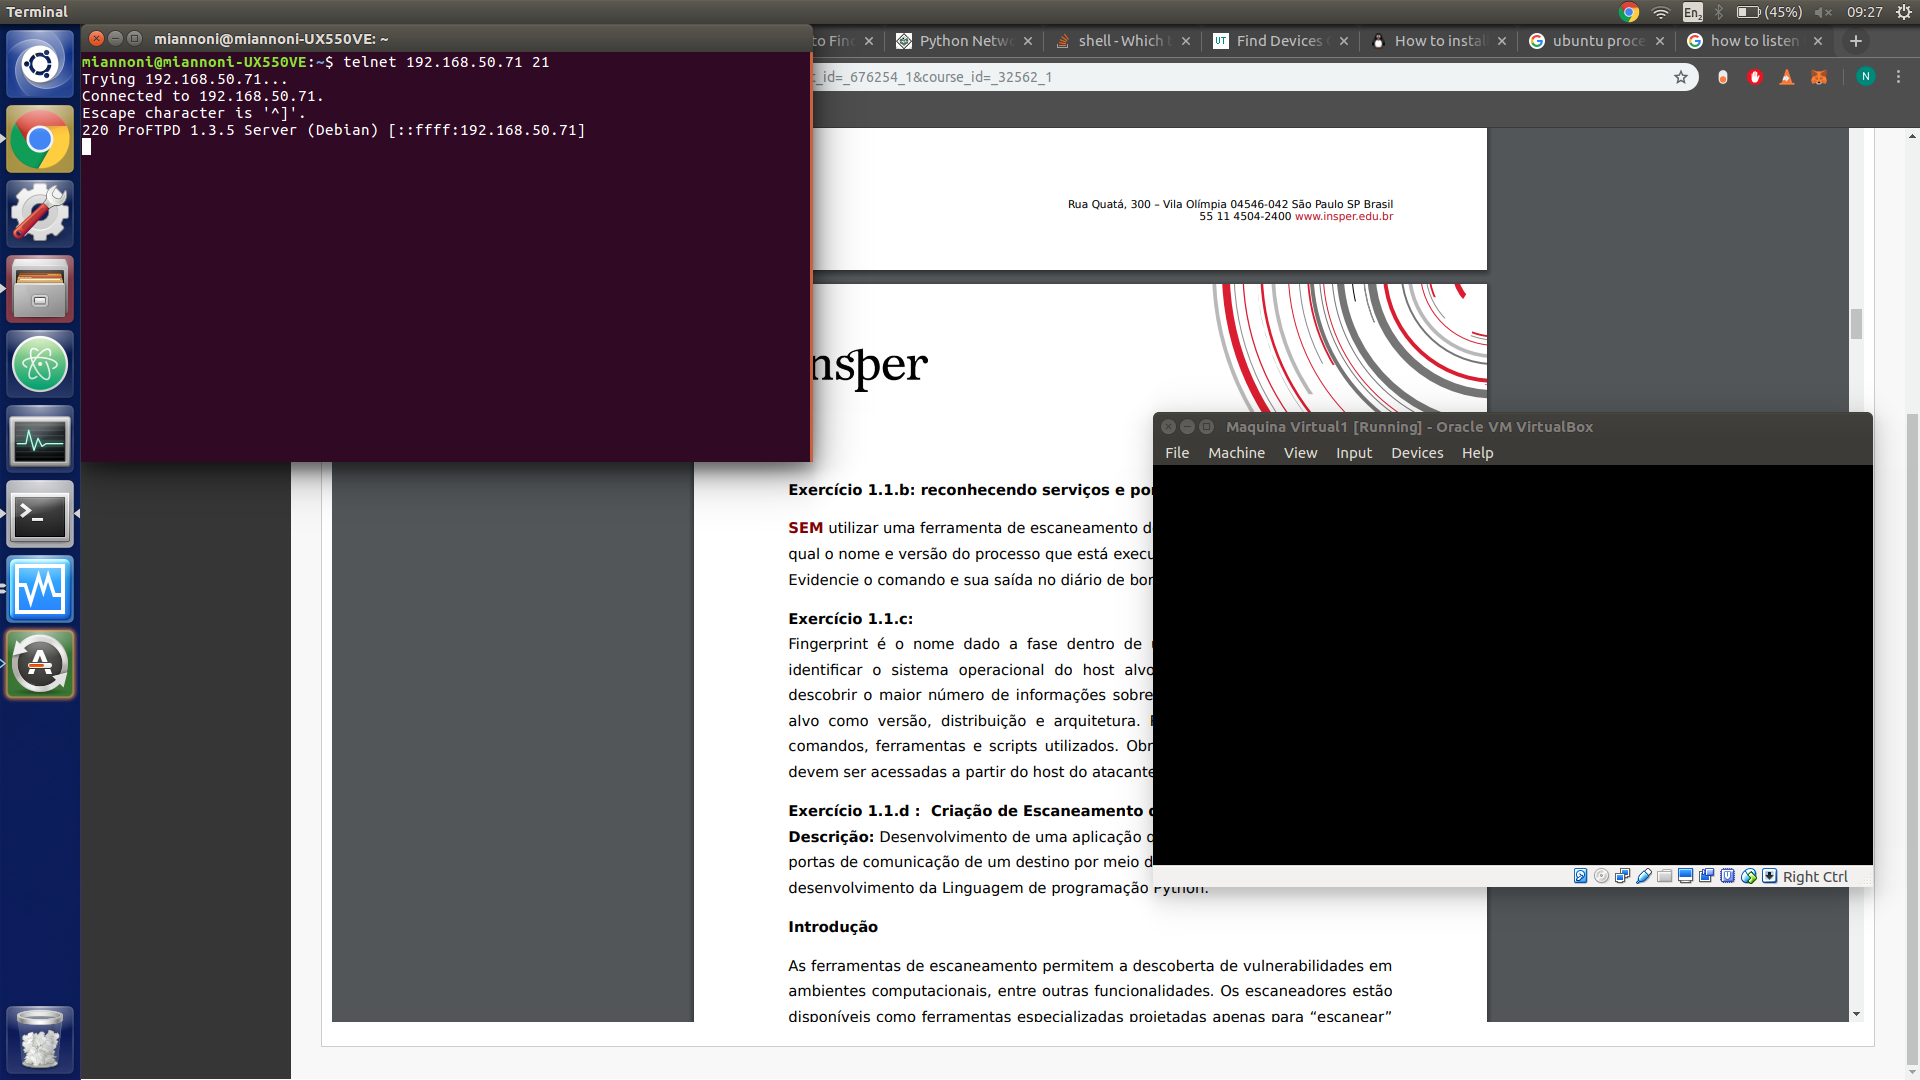 Terminal
En2
(45%)
09:27
miannoni@miannoni-UX550VE: ~
miannoni@miannoni-UX550VE:~$ telnet 192.168.50.71 21
Trying 192.168.50.71...
Connected to 192.168.50.71.
Escape character is '^]'.
220 ProFTPD 1.3.5 Server (Debian) [::ffff:192.168.50.71]
to Fin
Python Netw
shell - Which
UT
Find Devices
How to instal
ubuntu proce
how to listen
_id=_676254_1&course_id=_32562_1
N
Rua Quatá, 300 – Vila Olímpia 04546-042 São Paulo SP Brasil
55 11 4504-2400 www.insper.edu.br
nsper
Exercício 1.1.b: reconhecendo serviços e por
SEM utilizar uma ferramenta de escaneamento d
qual o nome e versão do processo que está exec
Evidencie o comando e sua saída no diário de bor
Exercício 1.1.c:
Fingerprint é o nome dado a fase dentro de
identificar o sistema operacional do host alvo
descobrir o maior número de informações sobre
alvo como versão, distribuição e arquitetura.
comandos, ferramentas e scripts utilizados. Obr
devem ser acessadas a partir do host do atacante
Exercício 1.1.d : Criação de Escaneamento
Descrição: Desenvolvimento de uma aplicação
portas de comunicação de um destino por meio d
desenvolvimento da Linguagem de programação Python.
Introdução
As ferramentas de escaneamento permitem a descoberta de vulnerabilidades em
ambientes computacionais, entre outras funcionalidades. Os escaneadores estão
disponíveis como ferramentas especializadas projetadas apenas para “escanear”
Maquina Virtual1 [Running] - Oracle VM VirtualBox
File Machine View Input Devices Help
Right Ctrl